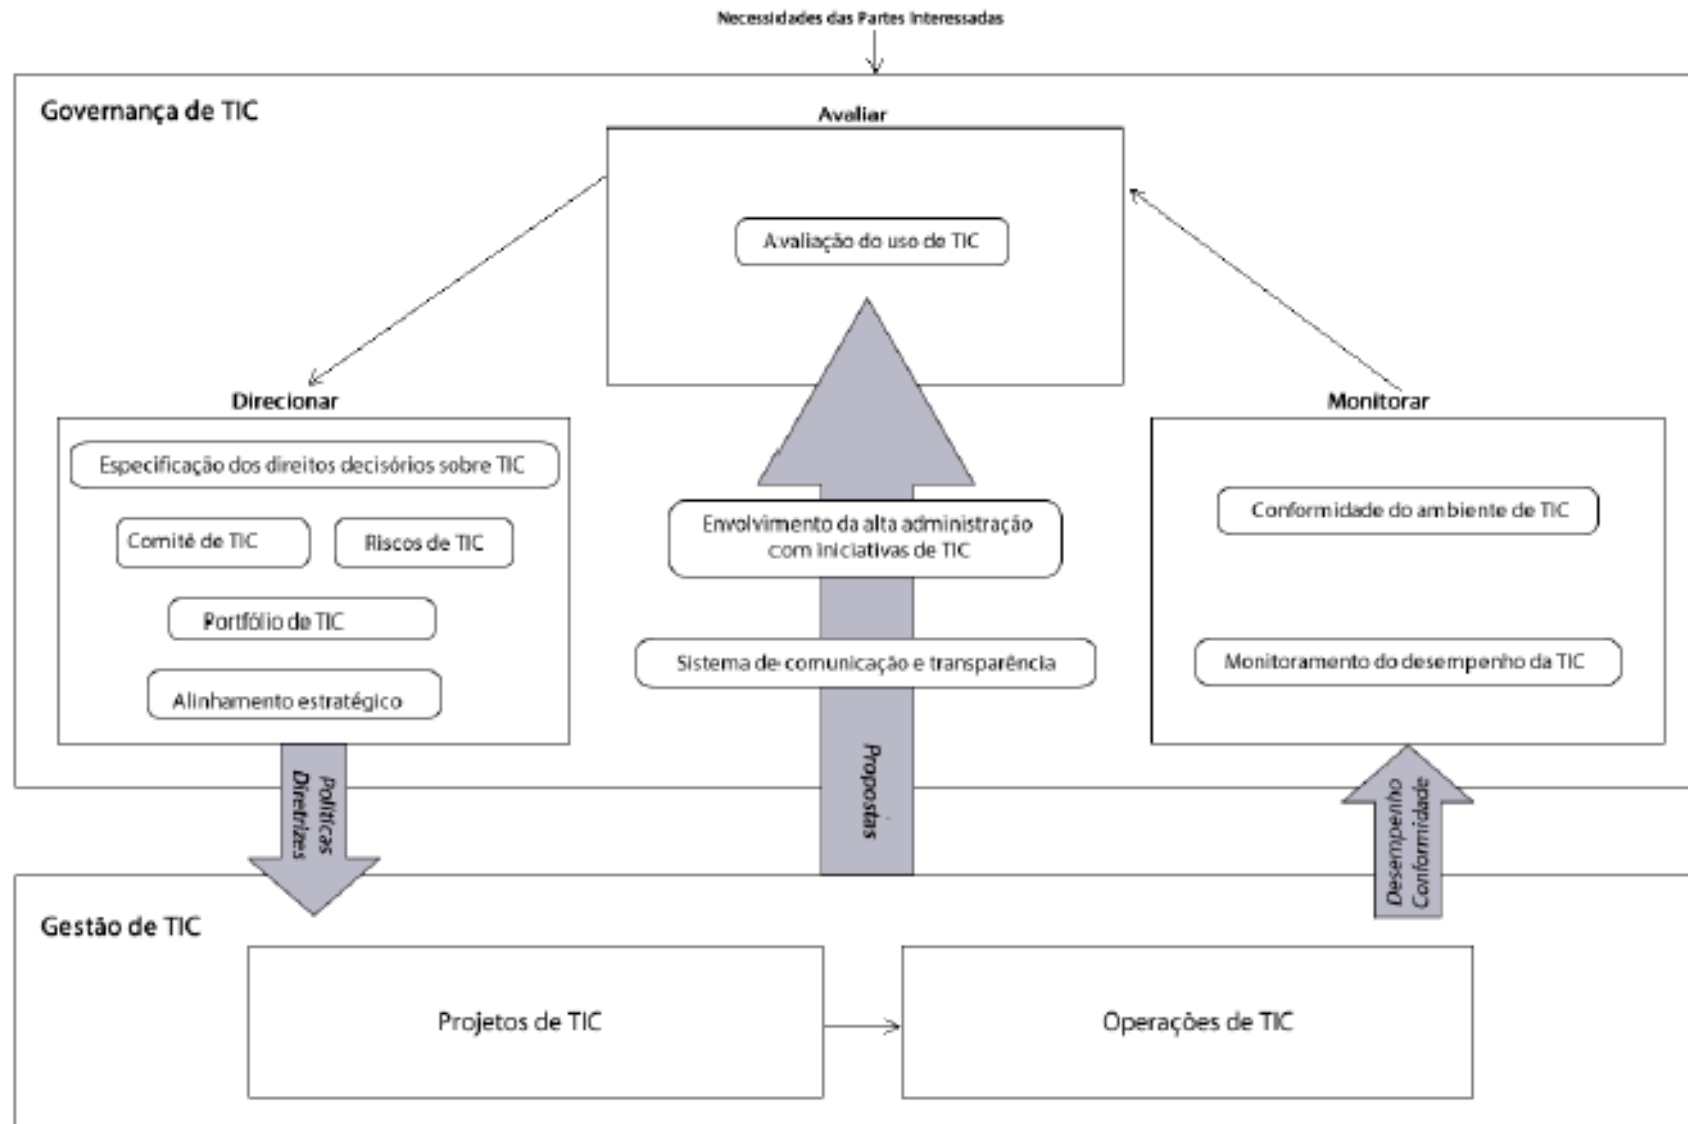 Necessidades das Partes Interessadas
Governança de TIC
Avaliar
Avaliação do uso de TIC
Direcionar
Especificação dos direitos decisórios sobre TIC
Comitê de TIC
Riscos de TIC
Portfólio de TIC
Alinhamento estratégico
Envolvimento da alta administração
com iniciativas de TIC
Sistema de comunicação e transparência
Monitorar
Conformidade do ambiente de TIC
Monitoramento do desempenho da TIC
Políticas
Diretrizes
Propostas
Desempenho
Conformidade
Gestão de TIC
Projetos de TIC
Operações de TIC